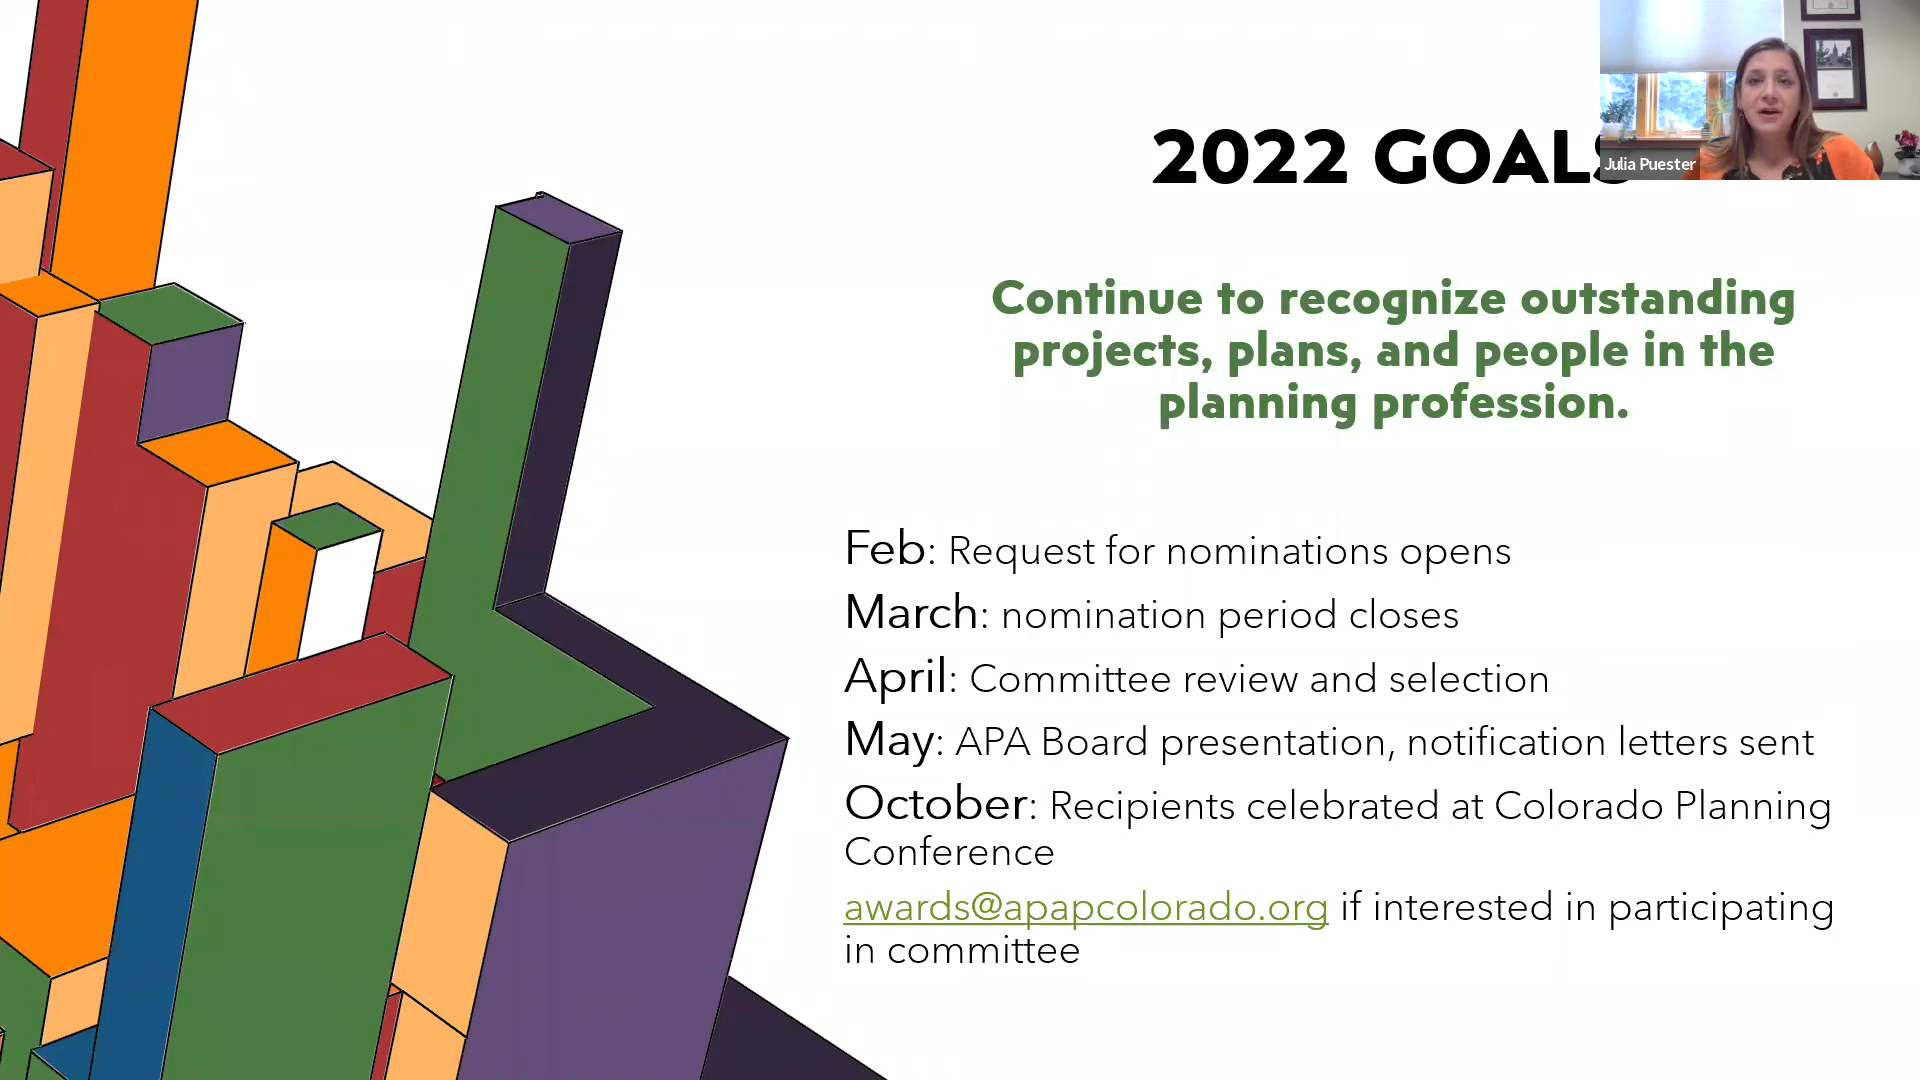 2022 GOALS
Julia Puester
Continue to recognize outstanding
projects, plans, and people in the
planning profession.
Feb: Request for nominations opens
March: nomination period closes
April: Committee review and selection
May: APA Board presentation, notification letters sent
October: Recipients celebrated at Colorado Planning
Conference
awards@apapcolorado.org if interested in participating
in committee